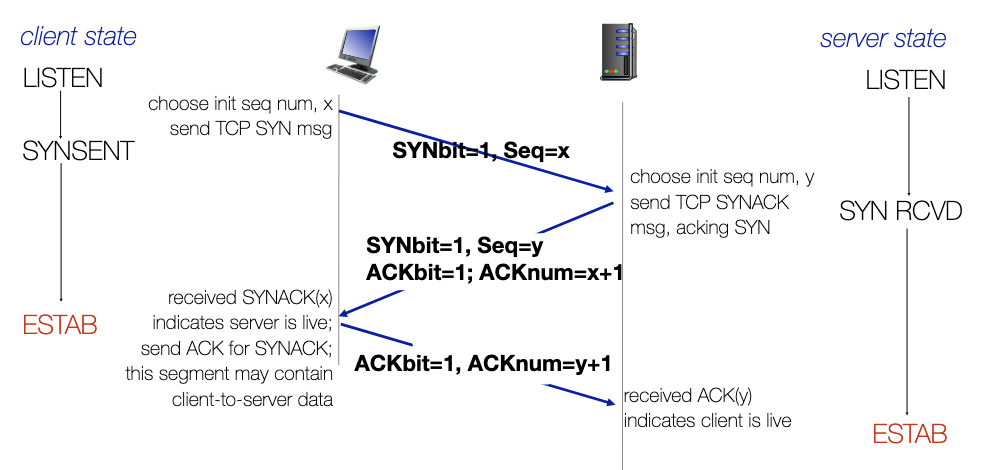 client state
server state
LISTEN
LISTEN
choose init seq num, x
send TCP SYN msg
SYNSENT
SYNbit=1, Seq=x
choose init seq num, y
send TCP SYNACK
msg, acking SYN
SYN RCVD
SYNbit=1, Seq=y
ACKbit=1; ACKnum=x+1
received SYNACK(x)
indicates server is live;
send ACK for SYNACK;
this segment may contain
client-to-server data
ESTAB
ACKbit=1, ACKnum=y+1
received ACK(y)
indicates client is live
ESTAB